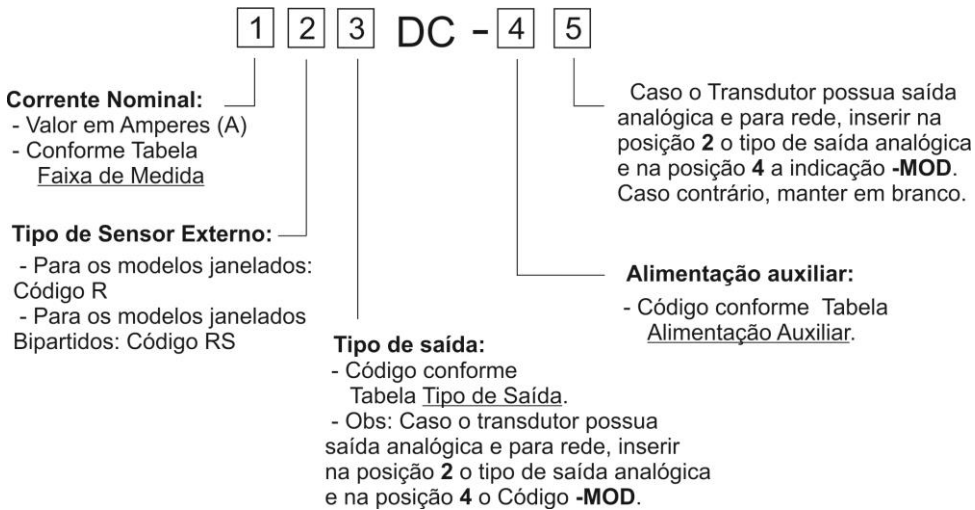 1 2 3 DC - 4 5
Corrente Nominal:
- Valor em Amperes (A)
- Conforme Tabela
Faixa de Medida
Tipo de Sensor Externo:
- Para os modelos janelados:
Código R
- Para os modelos janelados
Bipartidos: Código RS
Tipo de saída:
- Código conforme
Tabela Tipo de Saída.
- Obs: Caso o transdutor possua
saída analógica e para rede, inserir
na posição 2 o tipo de saída analógica
e na posição 4 o Código -MOD.
Alimentação auxiliar:
- Código conforme Tabela
Alimentação Auxiliar.
Caso o Transdutor possua saída
analógica e para rede, inserir na
posição 2 o tipo de saída analógica
e na posição 4 a indicação -MOD.
Caso contrário, manter em branco.